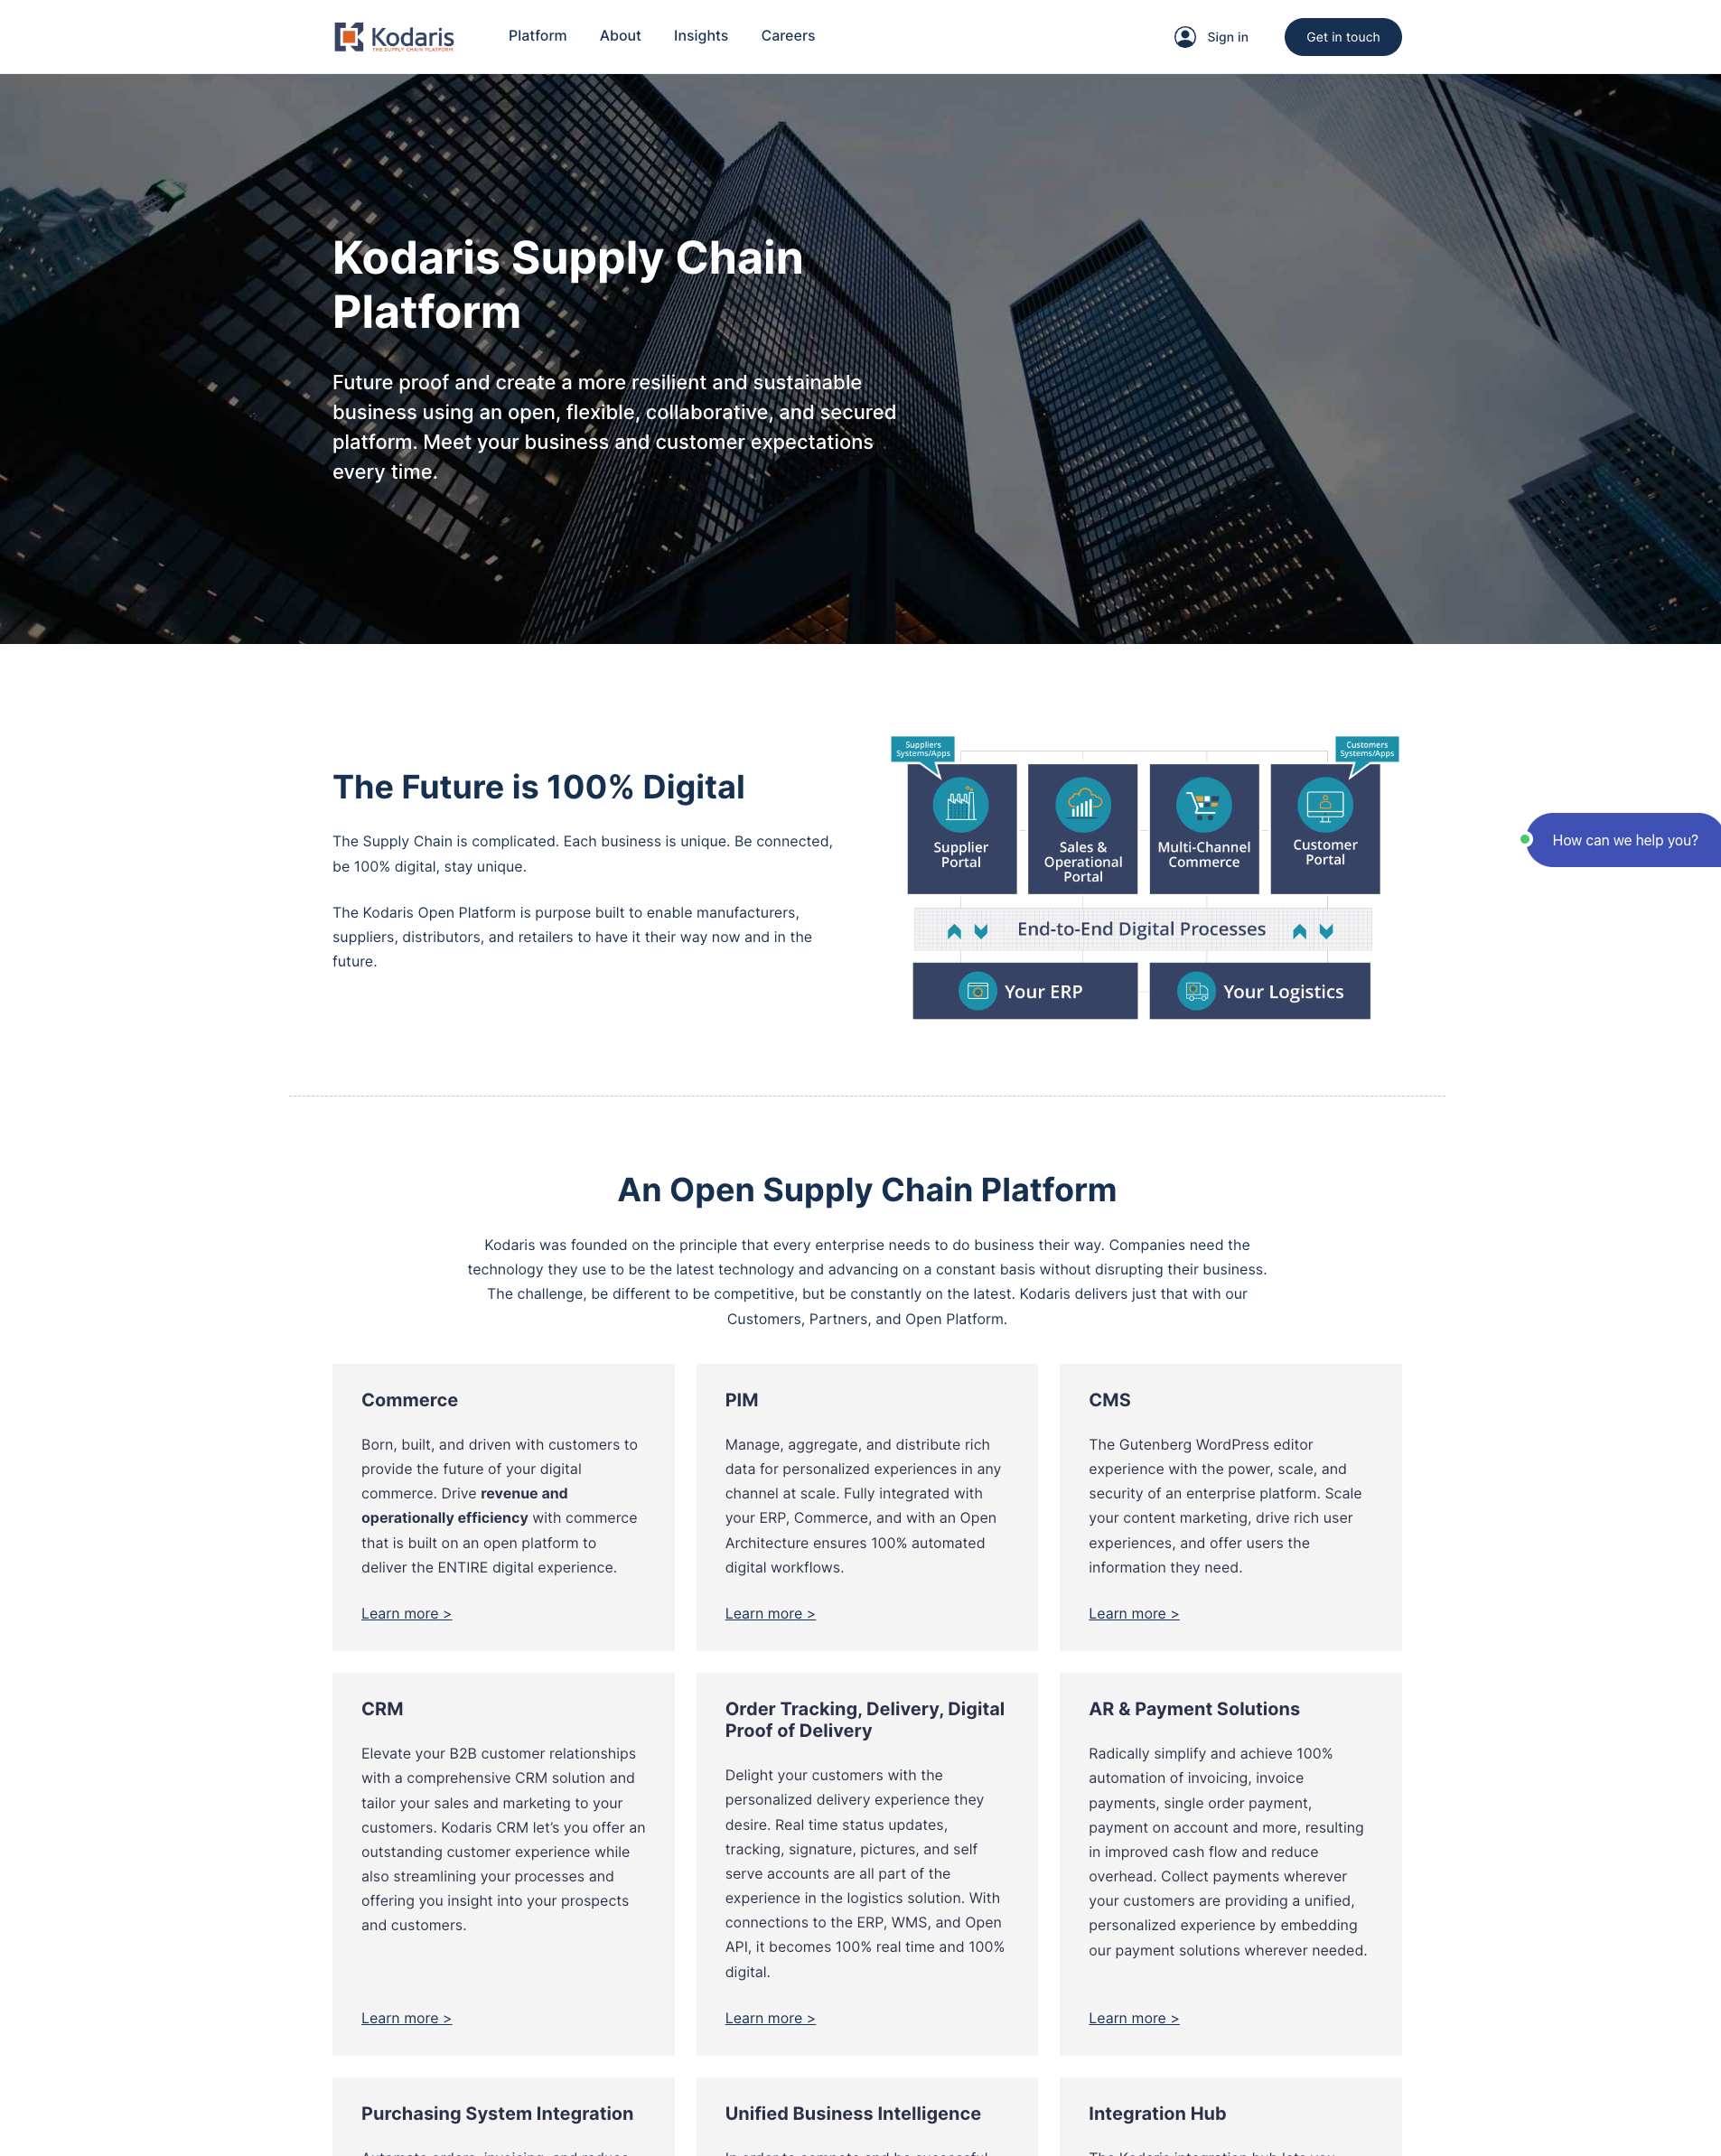 Kodaris
THE SUPPLY CHAIN PLATFORM
Platform
About
Insights
Careers
Sign in
Get in touch
Kodaris Supply Chain
Platform
Future proof and create a more resilient and sustainable
business using an open, flexible, collaborative, and secured
platform. Meet your business and customer expectations
every time.
The Future is 100% Digital
The Supply Chain is complicated. Each business is unique. Be connected,
be 100% digital, stay unique.
The Kodaris Open Platform is purpose built to enable manufacturers,
suppliers, distributors, and retailers to have it their way now and in the
future.
Suppliers
Systems/Apps
Customers
Systems/Apps
Supplier
Portal
Sales &
Operational
Portal
Multi-Channel
Commerce
Customer
Portal
End-to-End Digital Processes
Your ERP
Your Logistics
How can we help you?
An Open Supply Chain Platform
Kodaris was founded on the principle that every enterprise needs to do business their way. Companies need the
technology they use to be the latest technology and advancing on a constant basis without disrupting their business.
The challenge, be different to be competitive, but be constantly on the latest. Kodaris delivers just that with our
Customers, Partners, and Open Platform.
Commerce
Born, built, and driven with customers to
provide the future of your digital
commerce. Drive revenue and
operationally efficiency with commerce
that is built on an open platform to
deliver the ENTIRE digital experience.
Learn more >
PIM
Manage, aggregate, and distribute rich
data for personalized experiences in any
channel at scale. Fully integrated with
your ERP, Commerce, and with an Open
Architecture ensures 100% automated
digital workflows.
Learn more >
CMS
The Gutenberg WordPress editor
experience with the power, scale, and
security of an enterprise platform. Scale
your content marketing, drive rich user
experiences, and offer users the
information they need.
Learn more >
CRM
Elevate your B2B customer relationships
with a comprehensive CRM solution and
tailor your sales and marketing to your
customers. Kodaris CRM let's you offer an
outstanding customer experience while
also streamlining your processes and
offering you insight into your prospects
and customers.
Learn more >
Order Tracking, Delivery, Digital
Proof of Delivery
Delight your customers with the
personalized delivery experience they
desire. Real time status updates,
tracking, signature, pictures, and self
serve accounts are all part of the
experience in the logistics solution. With
connections to the ERP, WMS, and Open
API, it becomes 100% real time and 100%
digital.
Learn more >
AR & Payment Solutions
Radically simplify and achieve 100%
automation of invoicing, invoice
payments, single order payment,
payment on account and more, resulting
in improved cash flow and reduce
overhead. Collect payments wherever
your customers are providing a unified,
personalized experience by embedding
our payment solutions wherever needed.
Learn more >
Purchasing System Integration
Unified Business Intelligence
Integration Hub